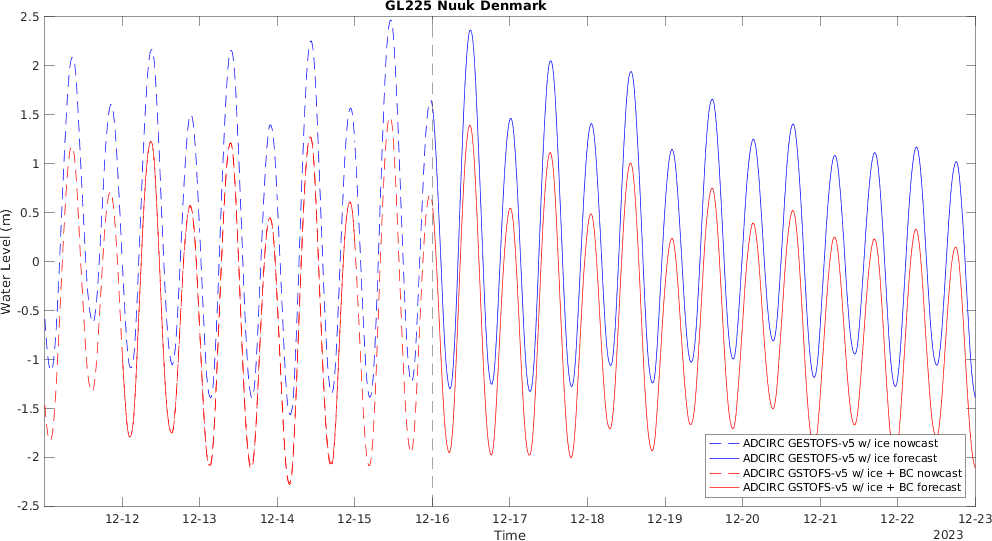 GL225 Nuuk Denmark
2.5
2
1.5
1
0.5
0
-0.5
-1
-1.5
-2
-2.5
Water Level (m)
ADCIRC GESTOFS-v5 w/ ice nowcast
ADCIRC GESTOFS-v5 w/ ice forecast
ADCIRC GSTOFS-v5 w/ ice + BC nowcast
ADCIRC GSTOFS-v5 w/ ice + BC forecast
12-12 12-13 12-14 12-15 12-16 12-17 12-18 12-19 12-20 12-21 12-22 12-23
Time
2023